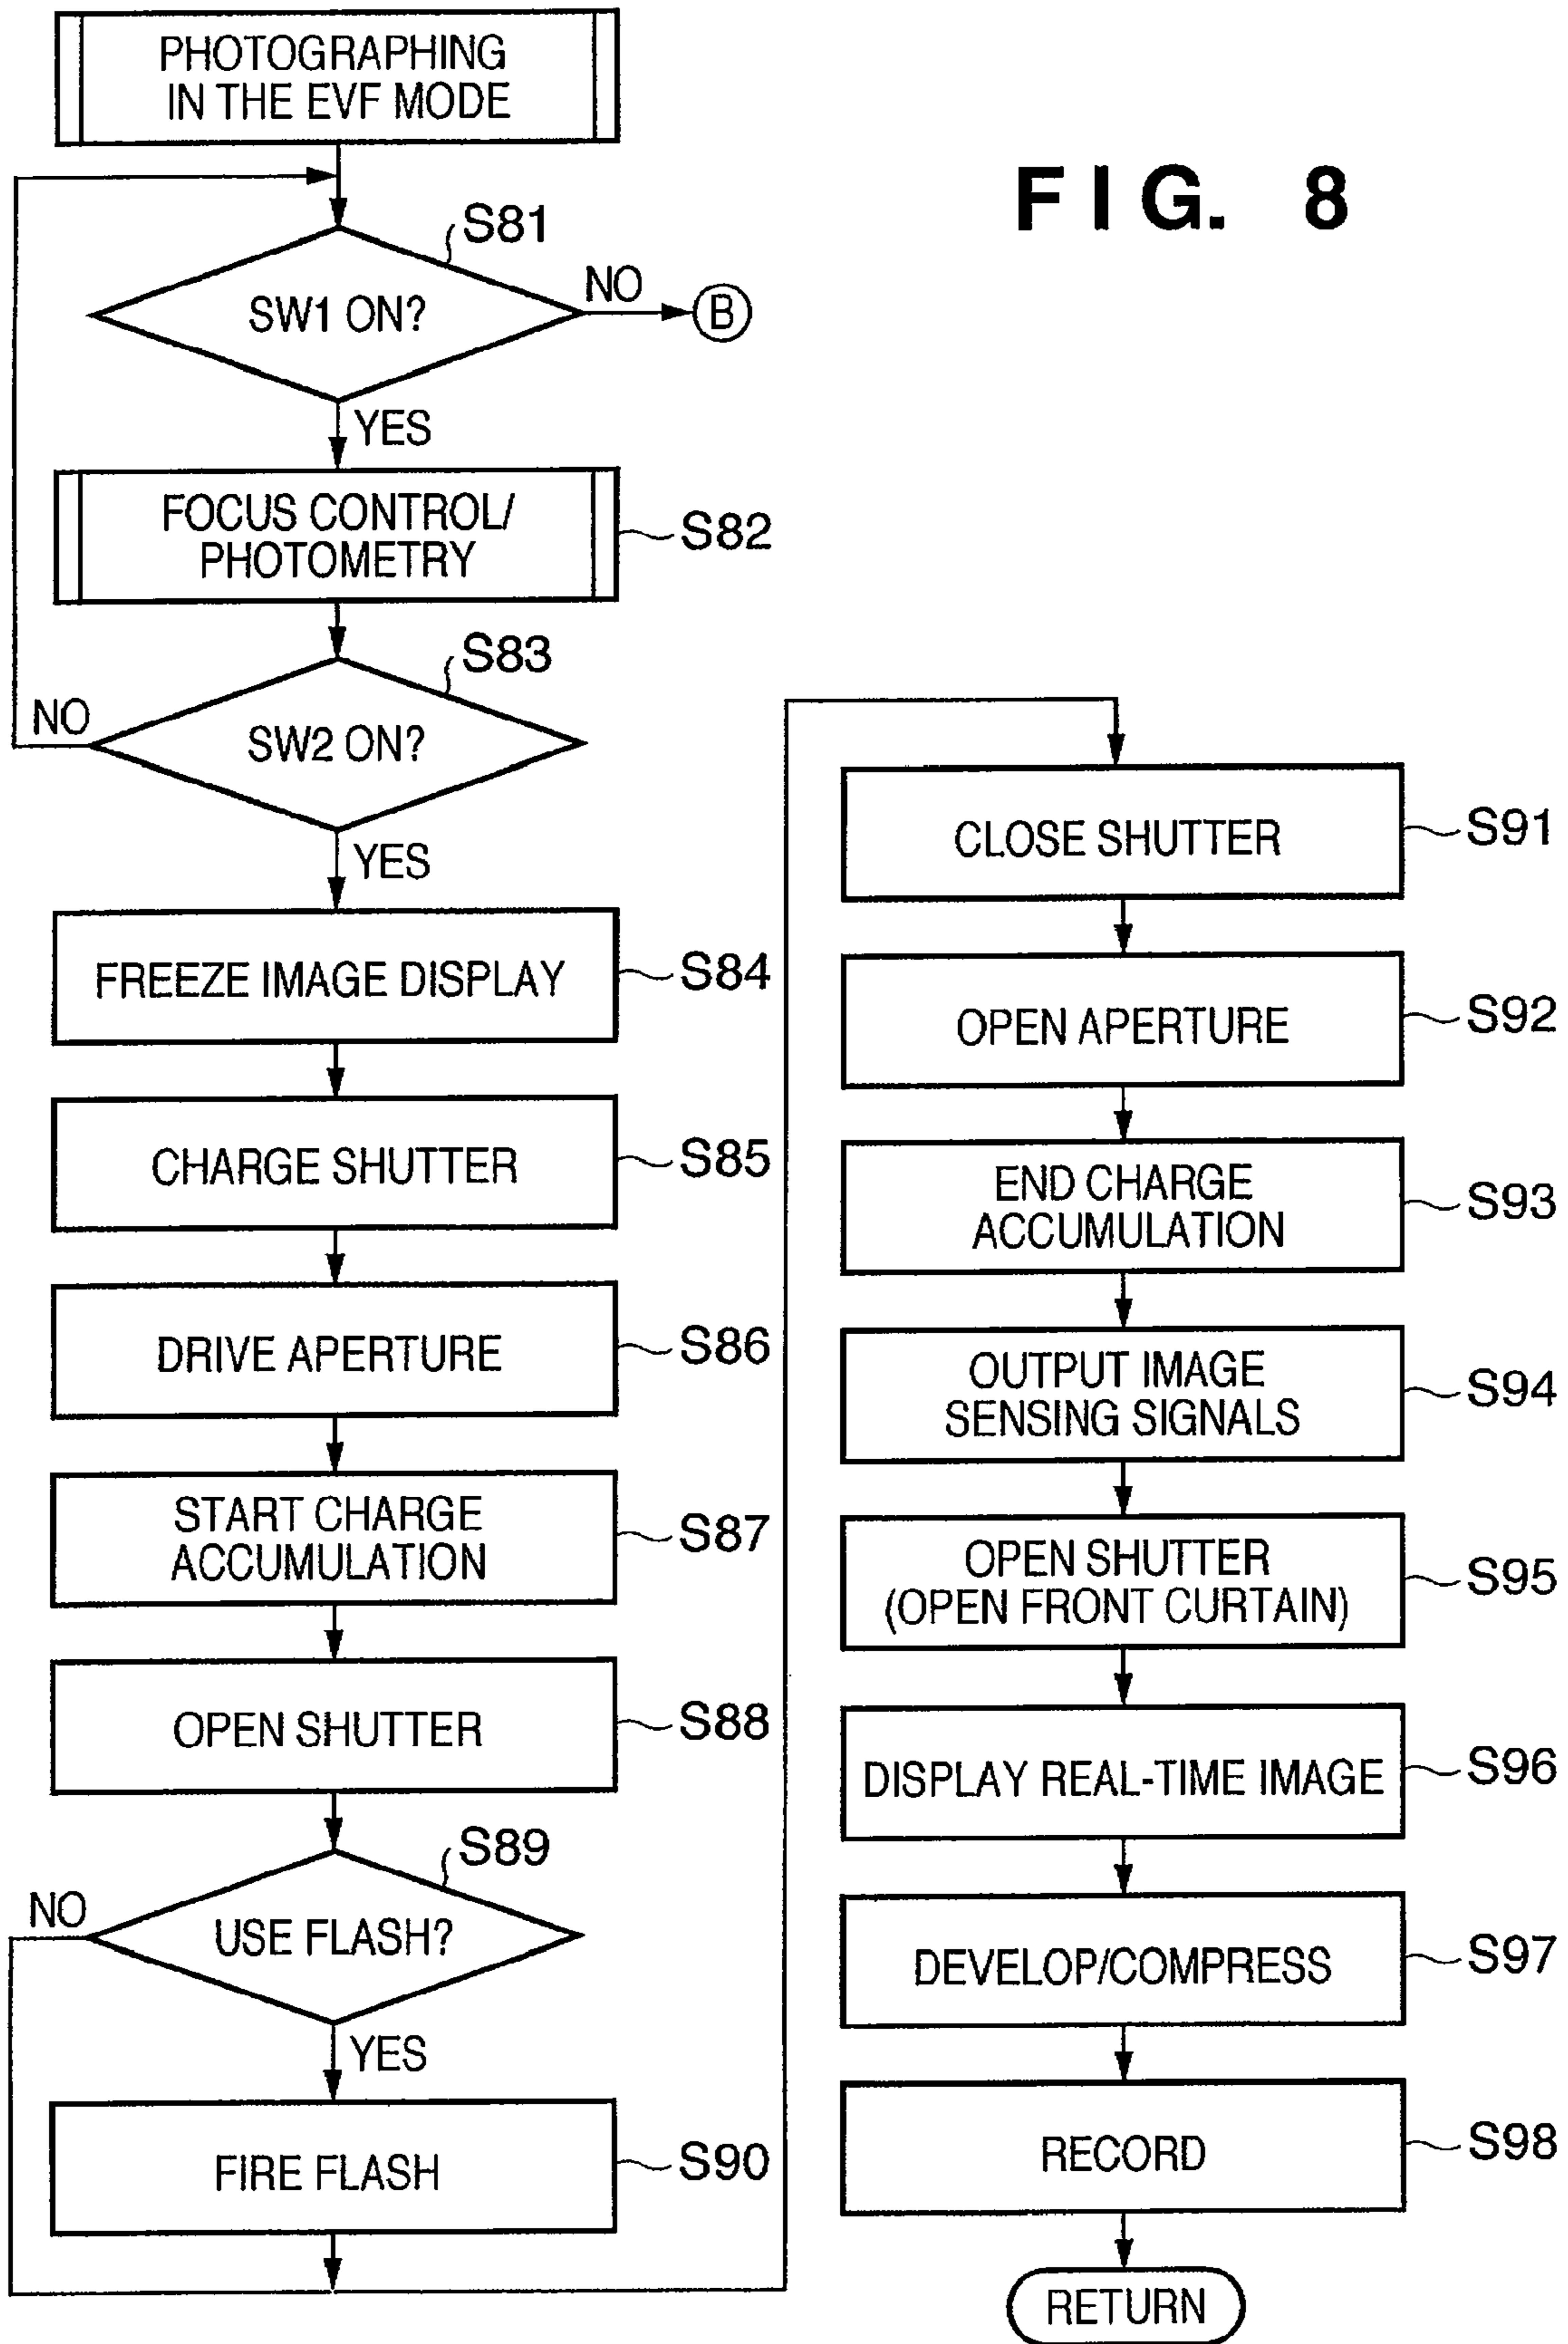 PHOTOGRAPHING
IN THE EVF MODE
FIG. 8
S81
SW1 ON?
NO
B
YES
FOCUS CONTROL/
PHOTOMETRY
S82
S83
NO
SW2 ON?
YES
FREEZE IMAGE DISPLAY
S84
CHARGE SHUTTER
S85
DRIVE APERTURE
S86
START CHARGE
ACCUMULATION
S87
OPEN SHUTTER
S88
S89
NO
USE FLASH?
YES
FIRE FLASH
S90
CLOSE SHUTTER
S91
OPEN APERTURE
S92
END CHARGE
ACCUMULATION
S93
OUTPUT IMAGE
SENSING SIGNALS
S94
OPEN SHUTTER
(OPEN FRONT CURTAIN)
S95
DISPLAY REAL-TIME IMAGE
S96
DEVELOP/COMPRESS
S97
RECORD
S98
RETURN